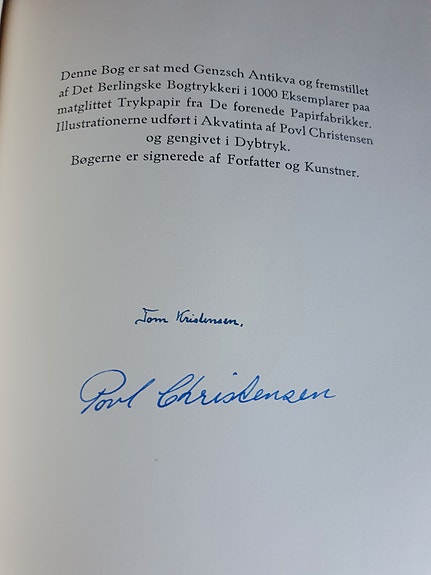 Denne Bog er sat med Genzsch Antikva og fremstillet
af Det Berlingske Bogtrykkeri i 1000 Eksemplarer paa
matglittet Trykpapir fra De forenede Papirfabrikker.
Illustrationerne udført i Akvatinta af Povl Christensen
og gengivet i Dybtryk.
Bøgerne er signerede af Forfatter og Kunstner.
Tom Kristensen.
Povl Christensen